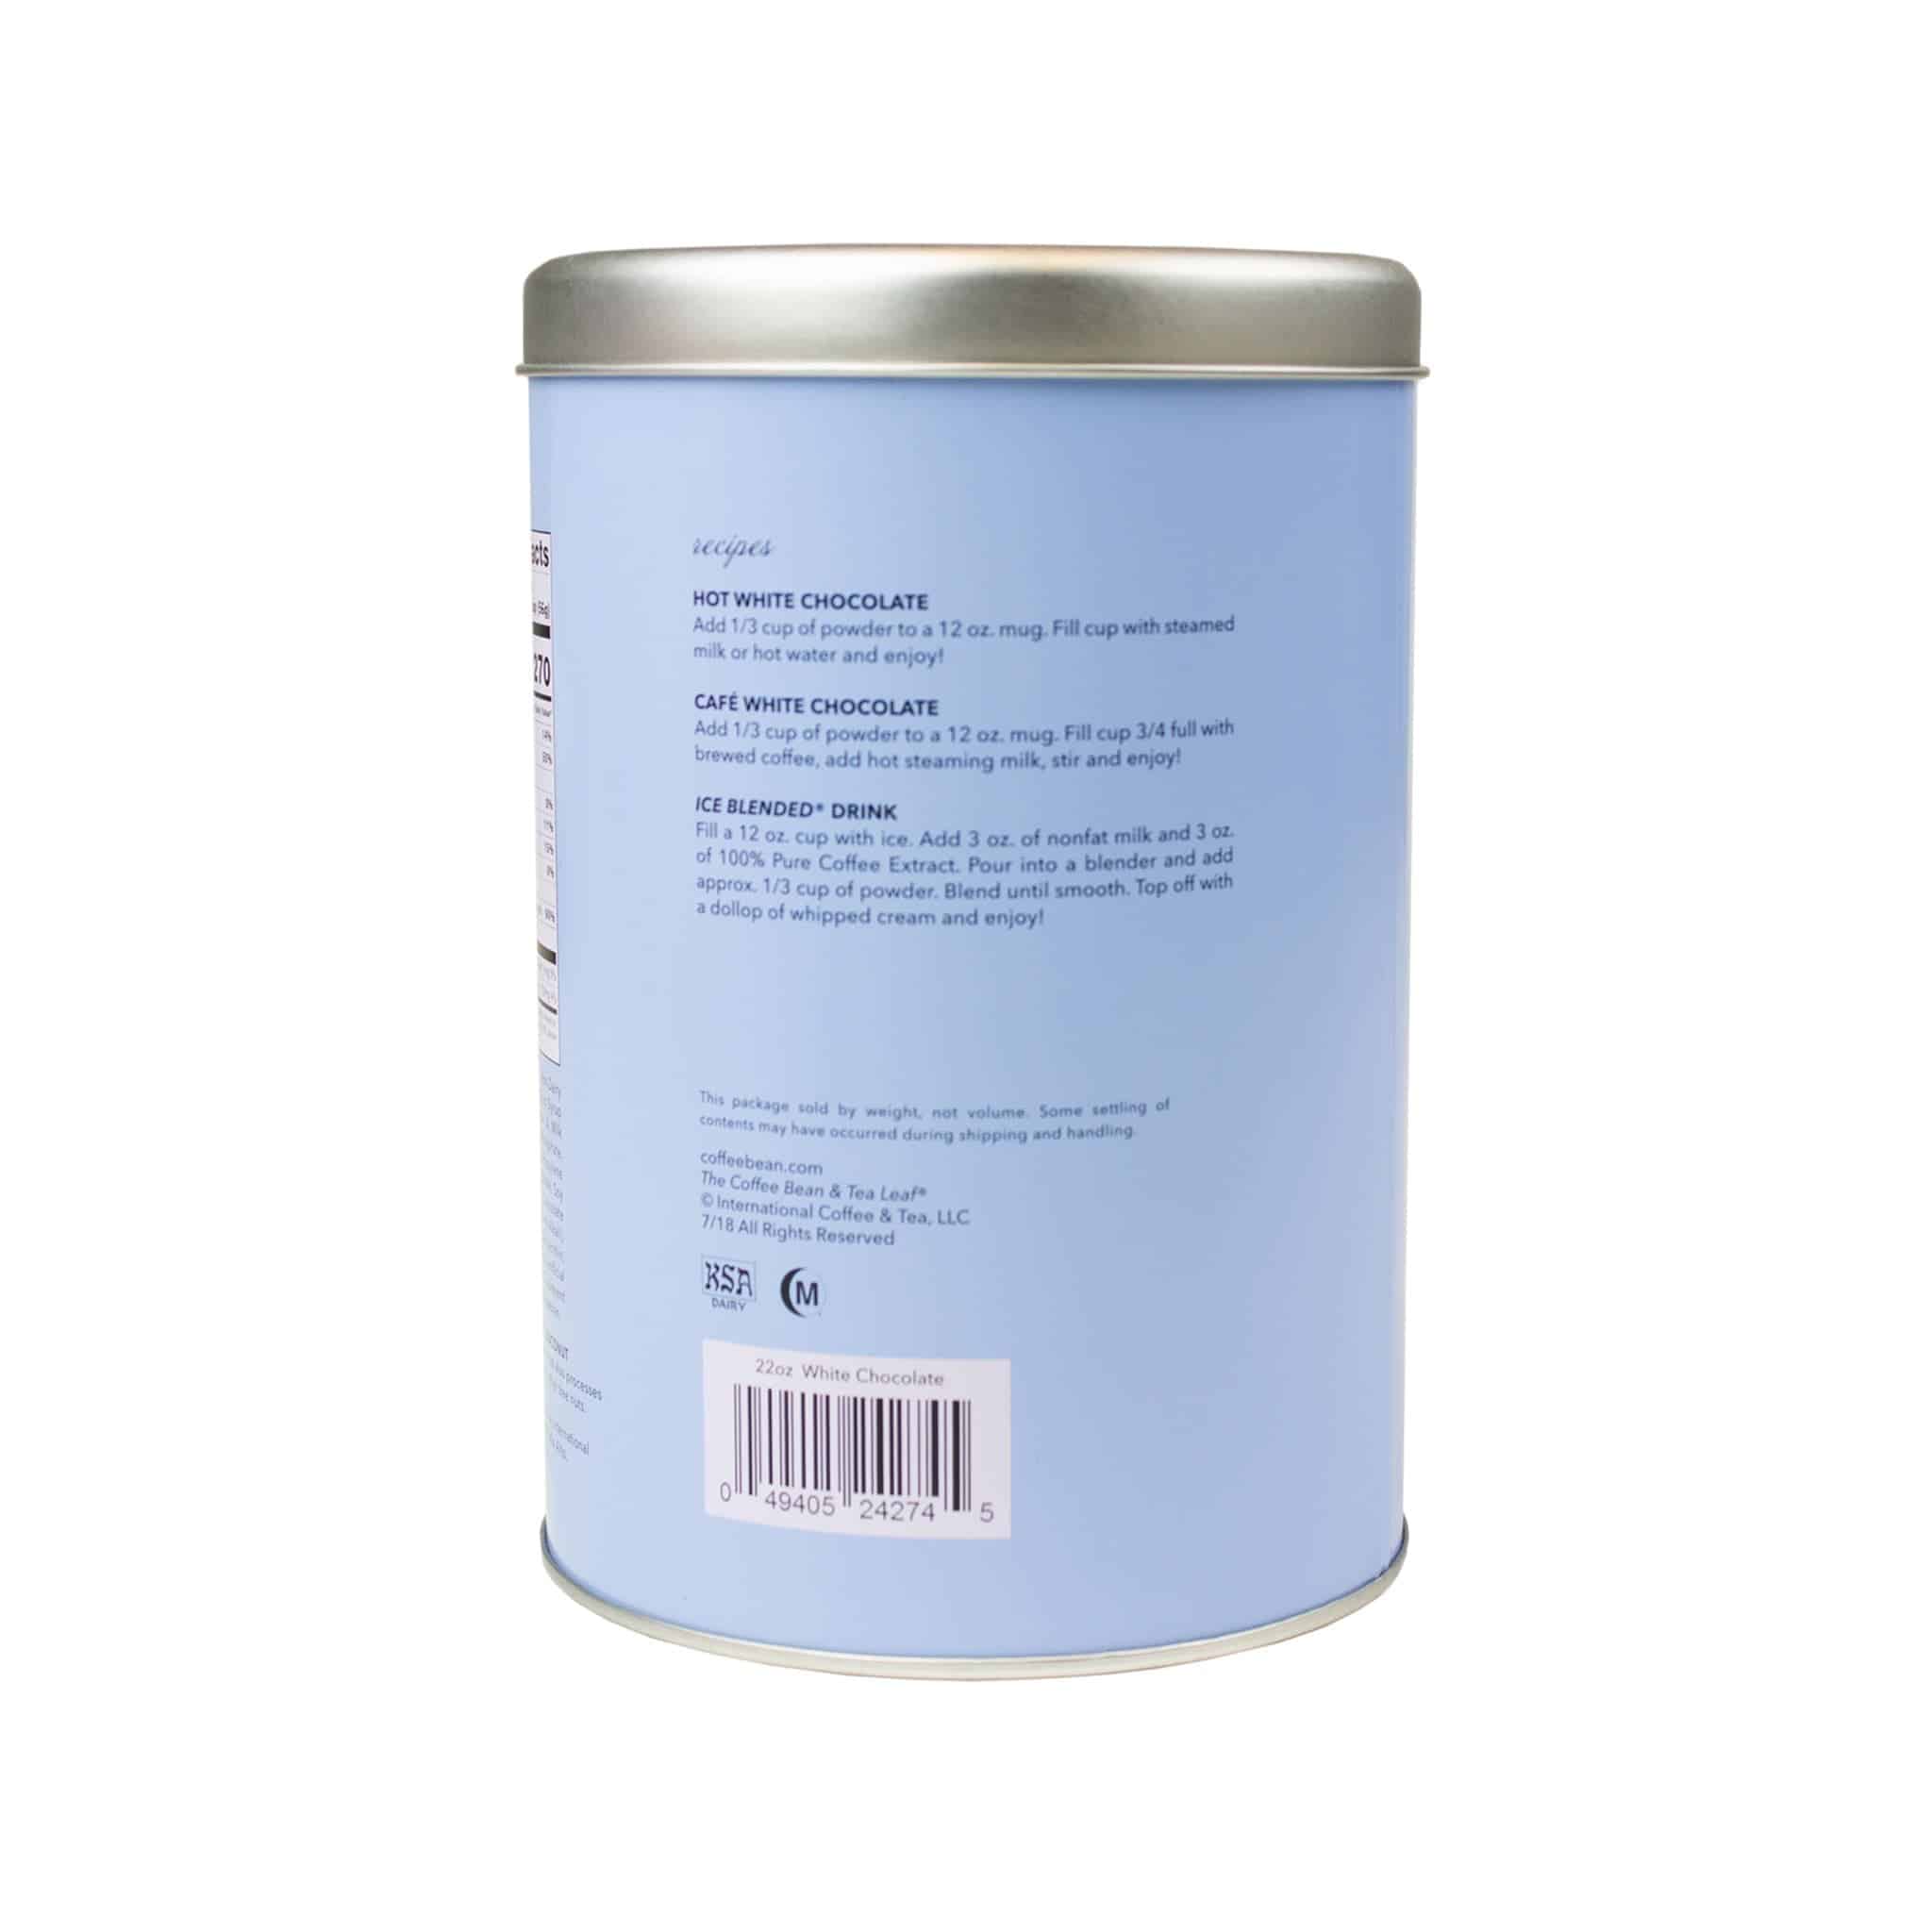 acts
(56g)
270
recipes
HOT WHITE CHOCOLATE
Add 1/3 cup of powder to a 12 oz. mug. Fill cup with steamed
milk or hot water and enjoy!
CAFÉ WHITE CHOCOLATE
Add 1/3 cup of powder to a 12 oz. mug. Fill cup 3/4 full with
brewed coffee, add hot steaming milk, stir and enjoy!
ICE BLENDED® DRINK
Fill a 12 oz. cup with ice. Add 3 oz. of nonfat milk and 3 oz.
of 100% Pure Coffee Extract. Pour into a blender and add
approx. 1/3 cup of powder. Blend until smooth. Top off with
a dollop of whipped cream and enjoy!
This package sold by weight, not volume. Some settling of
contents may have occurred during shipping and handling.
coffeebean.com
The Coffee Bean & Tea Leaf®
© International Coffee & Tea, LLC
7/18 All Rights Reserved
KSA
DAIRY
M
processes
22oz White Chocolate
0 49405 24274 5